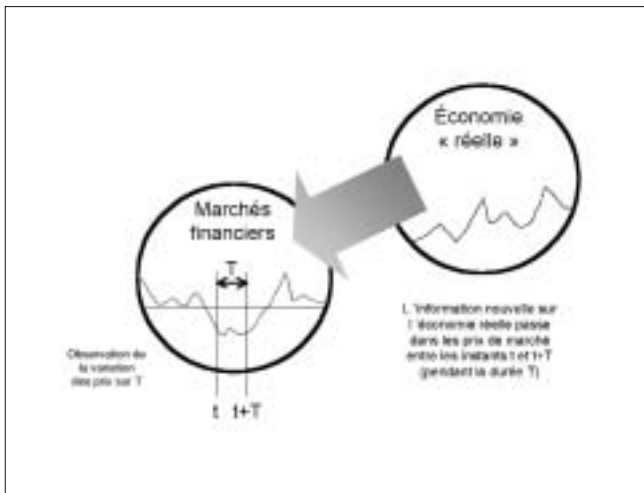 Économie
« réelle »
Marchés
financiers
T
L 'information nouvelle sur
l 'économie réelle passe
dans les prix de marché
entre les instants t et t+T
(pendant la durée T)
Observation de
la variation
des prix sur T
t t+T